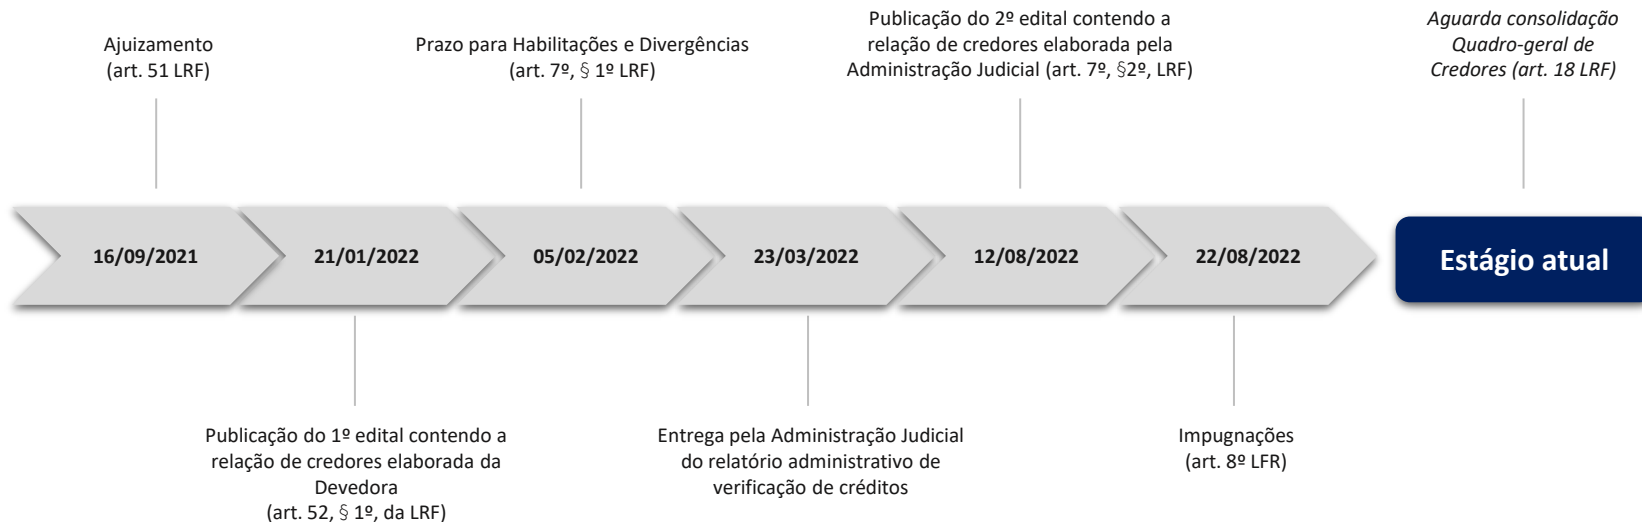 Ajuizamento
(art. 51 LRF)
Prazo para Habilitações e Divergências
(art. 7º, § 1º LRF)
Publicação do 2º edital contendo a
relação de credores elaborada pela
Administração Judicial (art. 7º, §2º, LRF)
Aguarda consolidação
Quadro-geral de
Credores (art. 18 LRF)
16/09/2021
21/01/2022
05/02/2022
23/03/2022
12/08/2022
22/08/2022
Estágio atual
Publicação do 1º edital contendo a
relação de credores elaborada da
Devedora
(art. 52, § 1º, da LRF)
Entrega pela Administração Judicial
do relatório administrativo de
verificação de créditos
Impugnações
(art. 8º LFR)